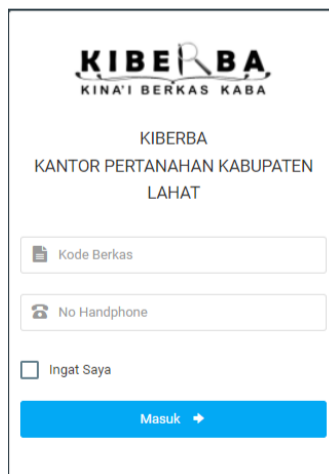 KIBERBA
KINA'I BERKAS KABA
KIBERBA
KANTOR PERTANAHAN KABUPATEN
LAHAT
Kode Berkas
No Handphone
Ingat Saya
Masuk